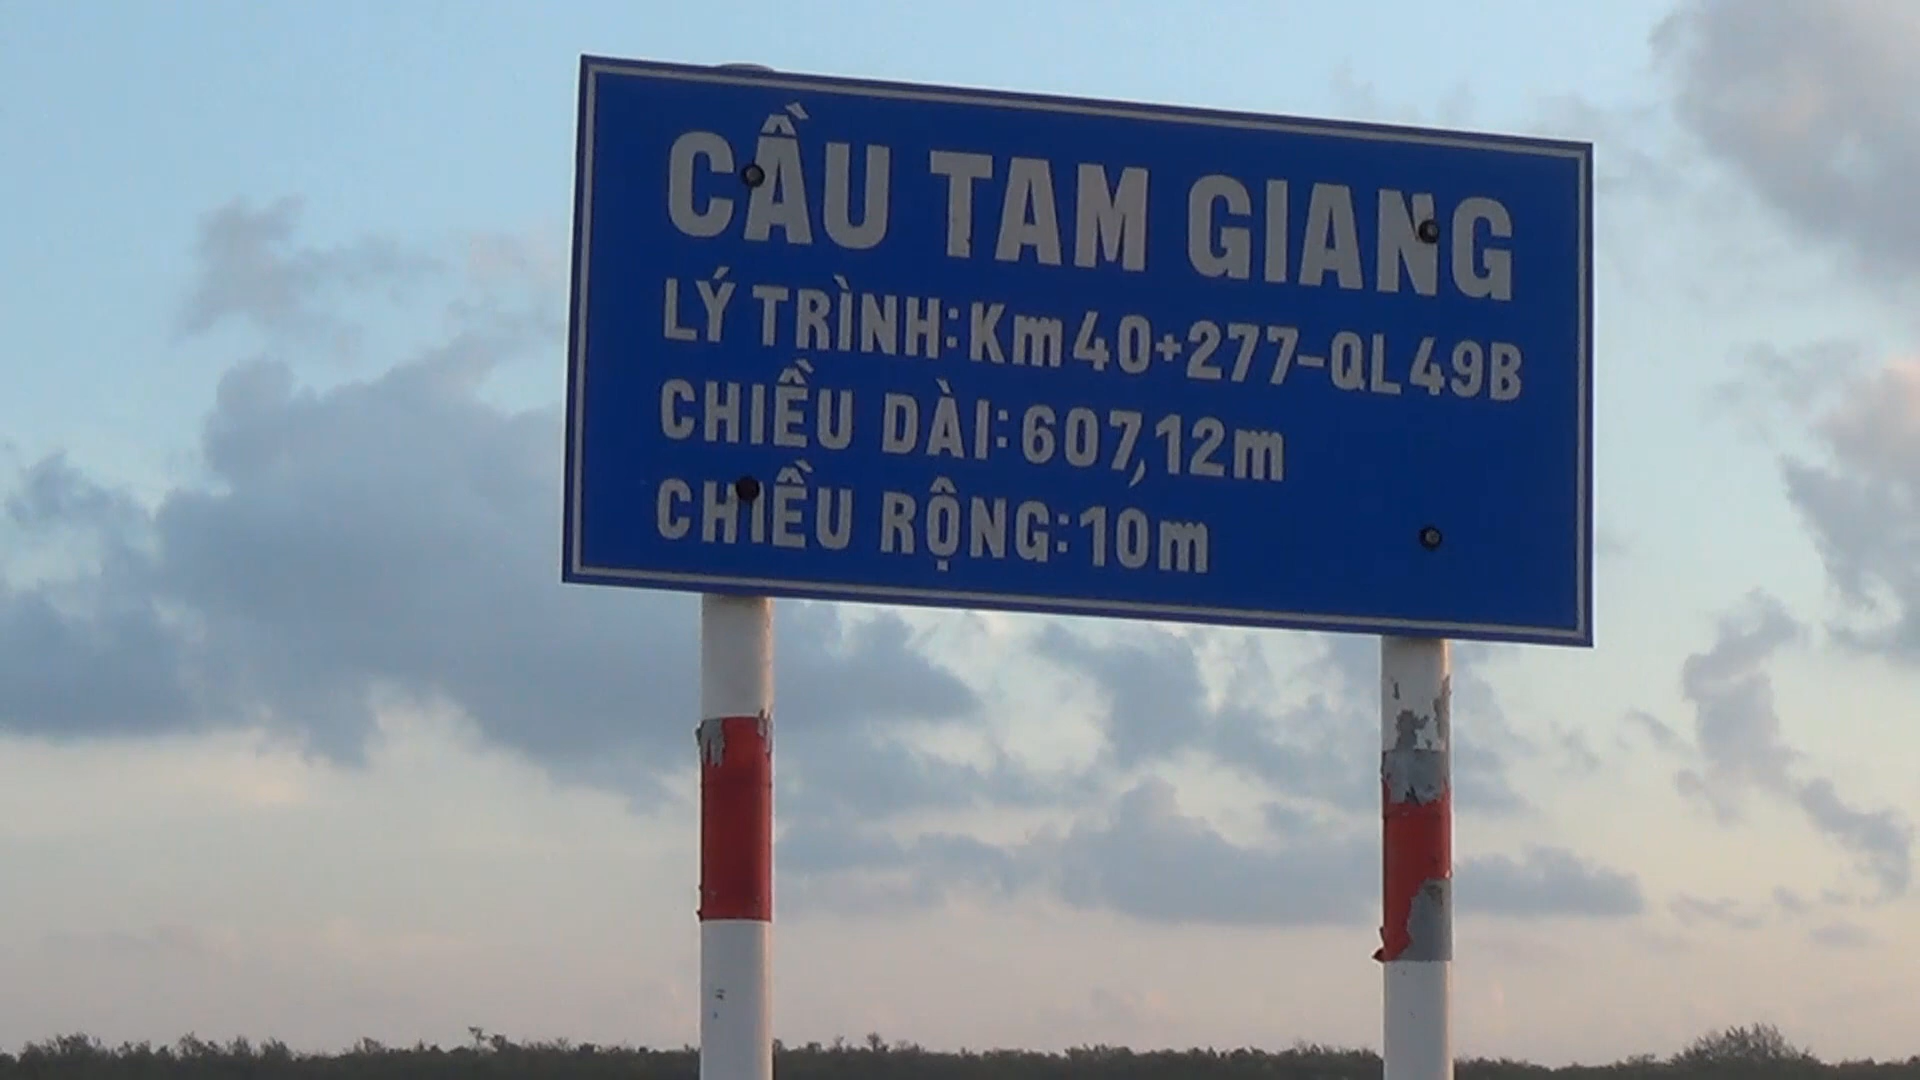 CẦU TAM GIANG
LÝ TRÌNH:Km40+277-QL49B
CHIỀU DÀI:607,12m
CHIỀU RỘNG:10m